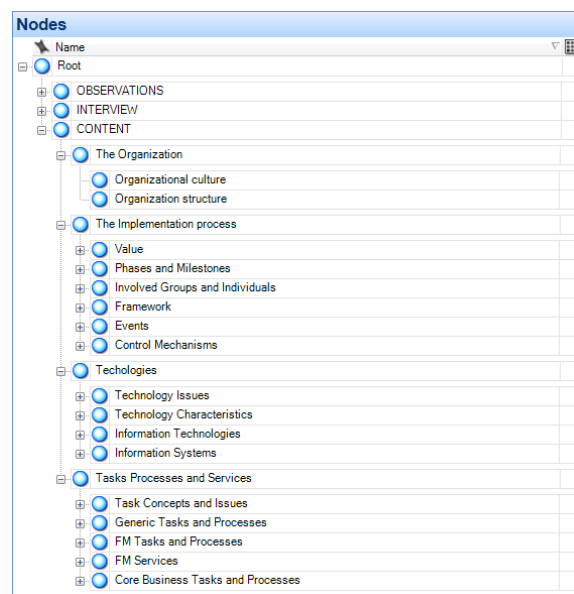 Nodes
Name
Root
OBSERVATIONS
INTERVIEW
CONTENT
The Organization
Organizational culture
Organization structure
The Implementation process
Value
Phases and Milestones
Involved Groups and Individuals
Framework
Events
Control Mechanisms
Techologies
Technology Issues
Technology Characteristics
Information Technologies
Information Systems
Tasks Processes and Services
Task Concepts and Issues
Generic Tasks and Processes
FM Tasks and Processes
FM Services
Core Business Tasks and Processes